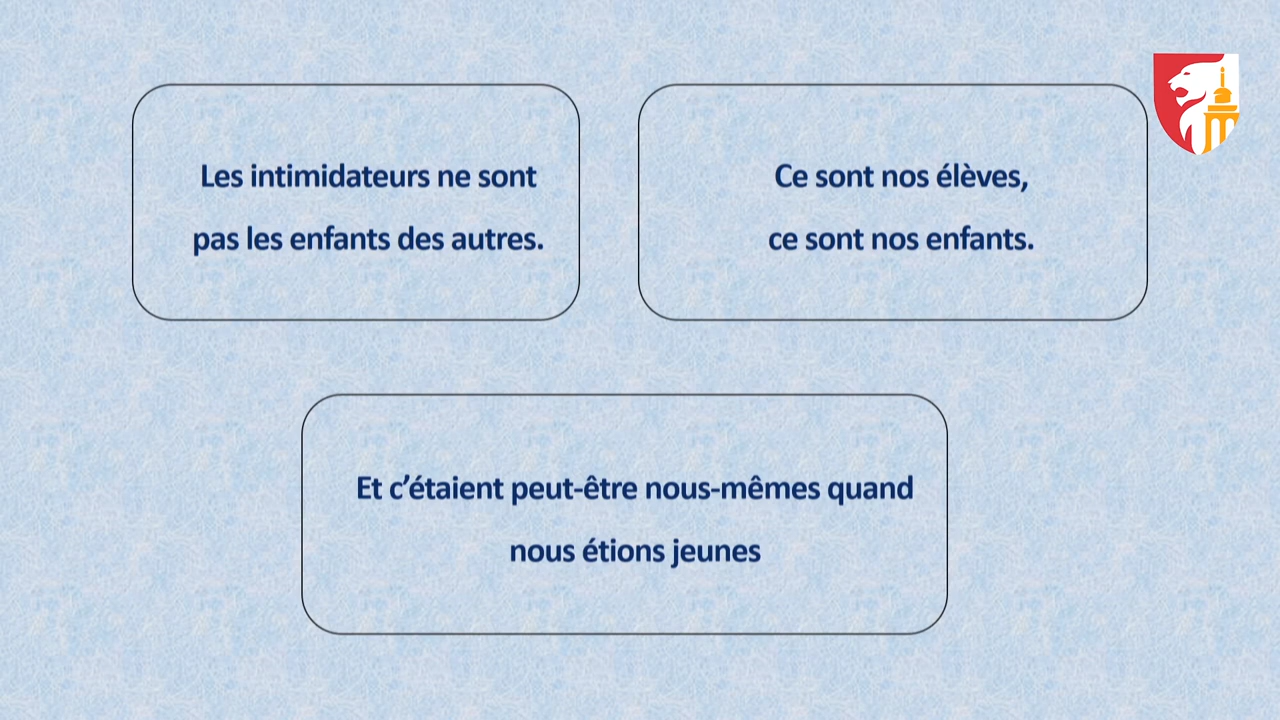 Les intimidateurs ne sont
pas les enfants des autres.
Ce sont nos élèves,
ce sont nos enfants.
Et c’étaient peut-être nous-mêmes quand
nous étions jeunes